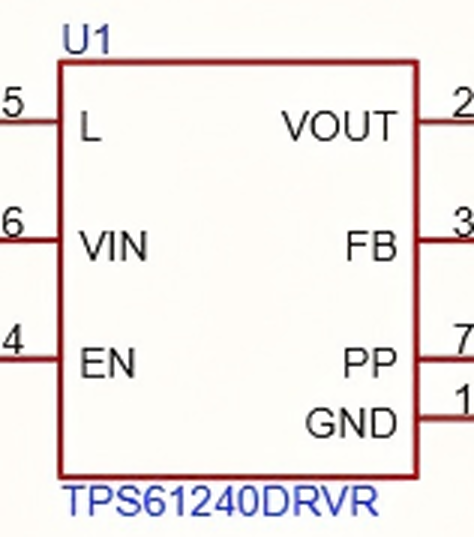 U1
5 L VOUT 2
6 VIN FB 3
4 EN PP 7
GND 1
TPS61240DRVR